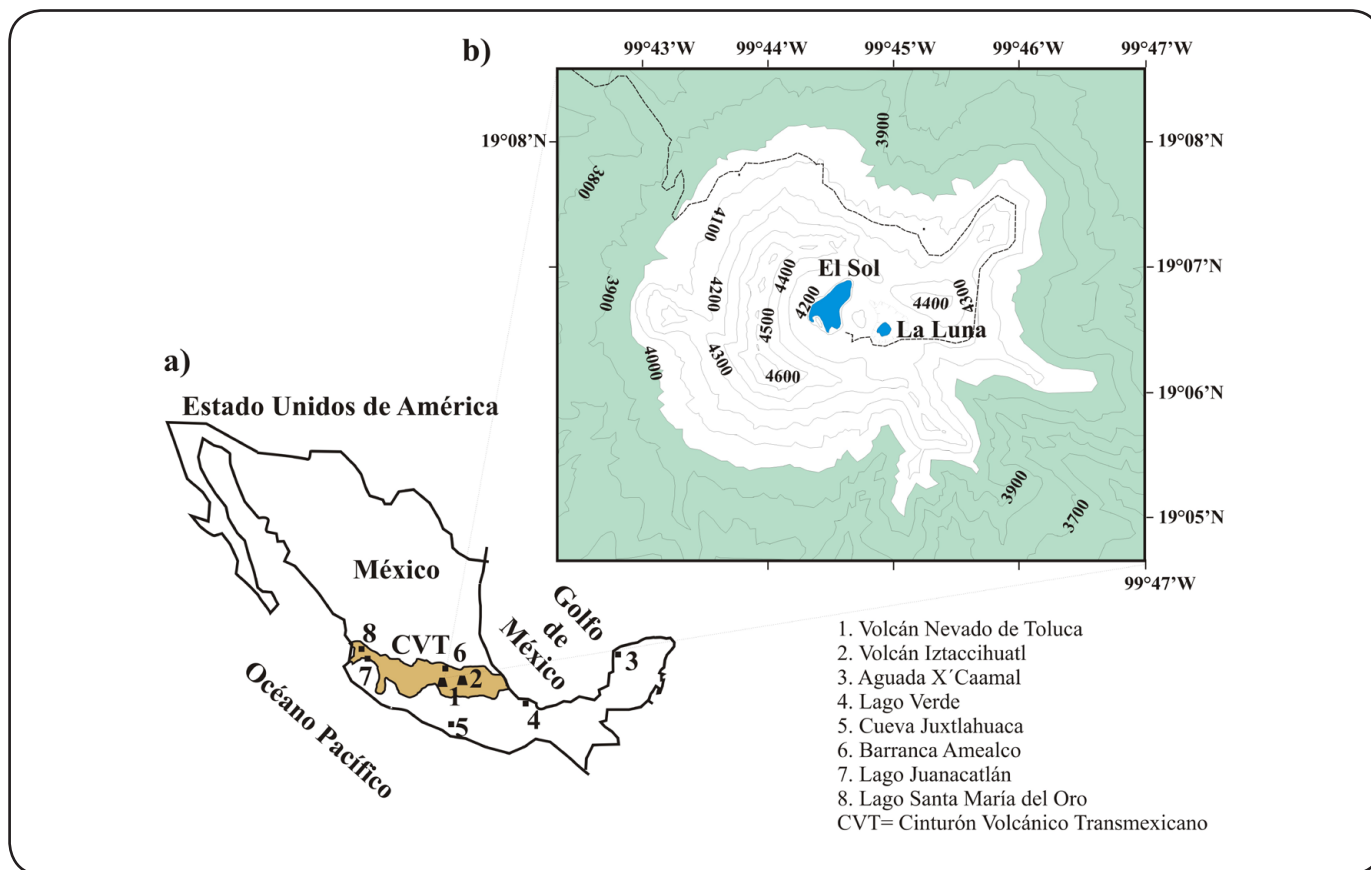 b)
99°43’W 99°44’W 99°45’W 99°46’W 99°47’W
19°08’N
19°08’N
19°07’N
19°06’N
19°05’N
99°47’W
3900
3800
4100
4400
4200
El Sol
4200
4300
4400
3900
4500
La Luna
4300
4000
4600
3900
3700
a)
Estado Unidos de América
México
Golfo
de
México
CVT
Océano Pacífico
8
6
3
7
2
1
4
5
1. Volcán Nevado de Toluca
2. Volcán Iztaccihuatl
3. Aguada X´Caamal
4. Lago Verde
5. Cueva Juxtlahuaca
6. Barranca Amealco
7. Lago Juanacatlán
8. Lago Santa María del Oro
CVT= Cinturón Volcánico Transmexicano